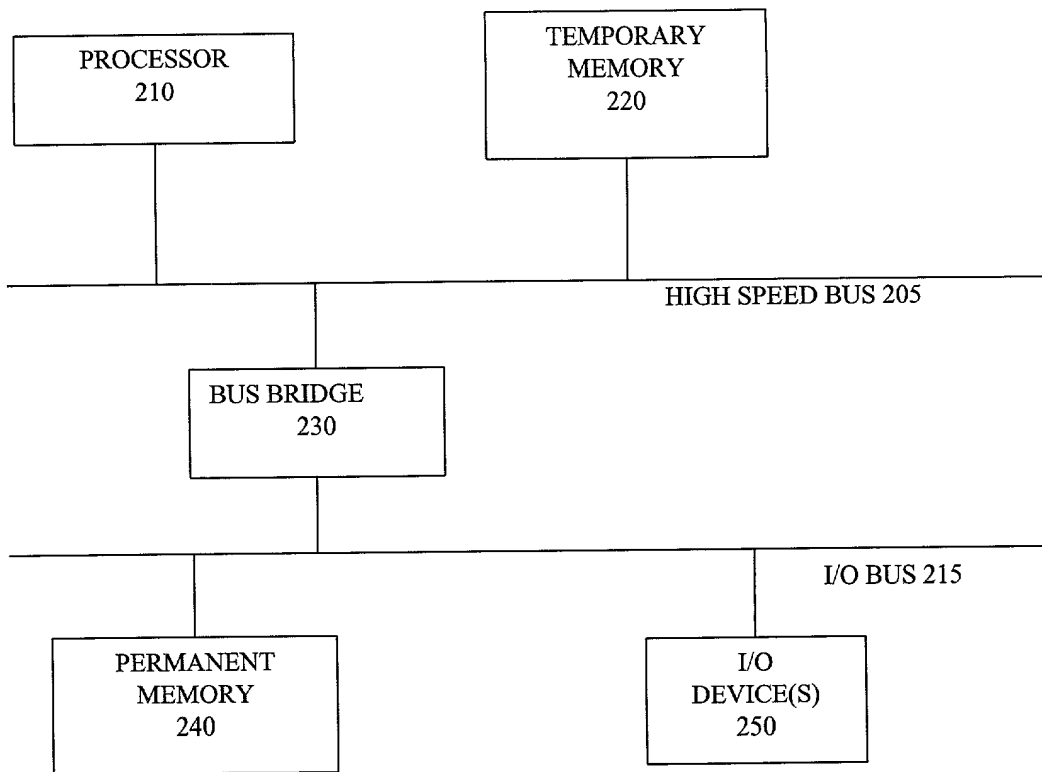 PROCESSOR
210
TEMPORARY
MEMORY
220
HIGH SPEED BUS 205
BUS BRIDGE
230
I/O BUS 215
PERMANENT
MEMORY
240
I/O
DEVICE(S)
250